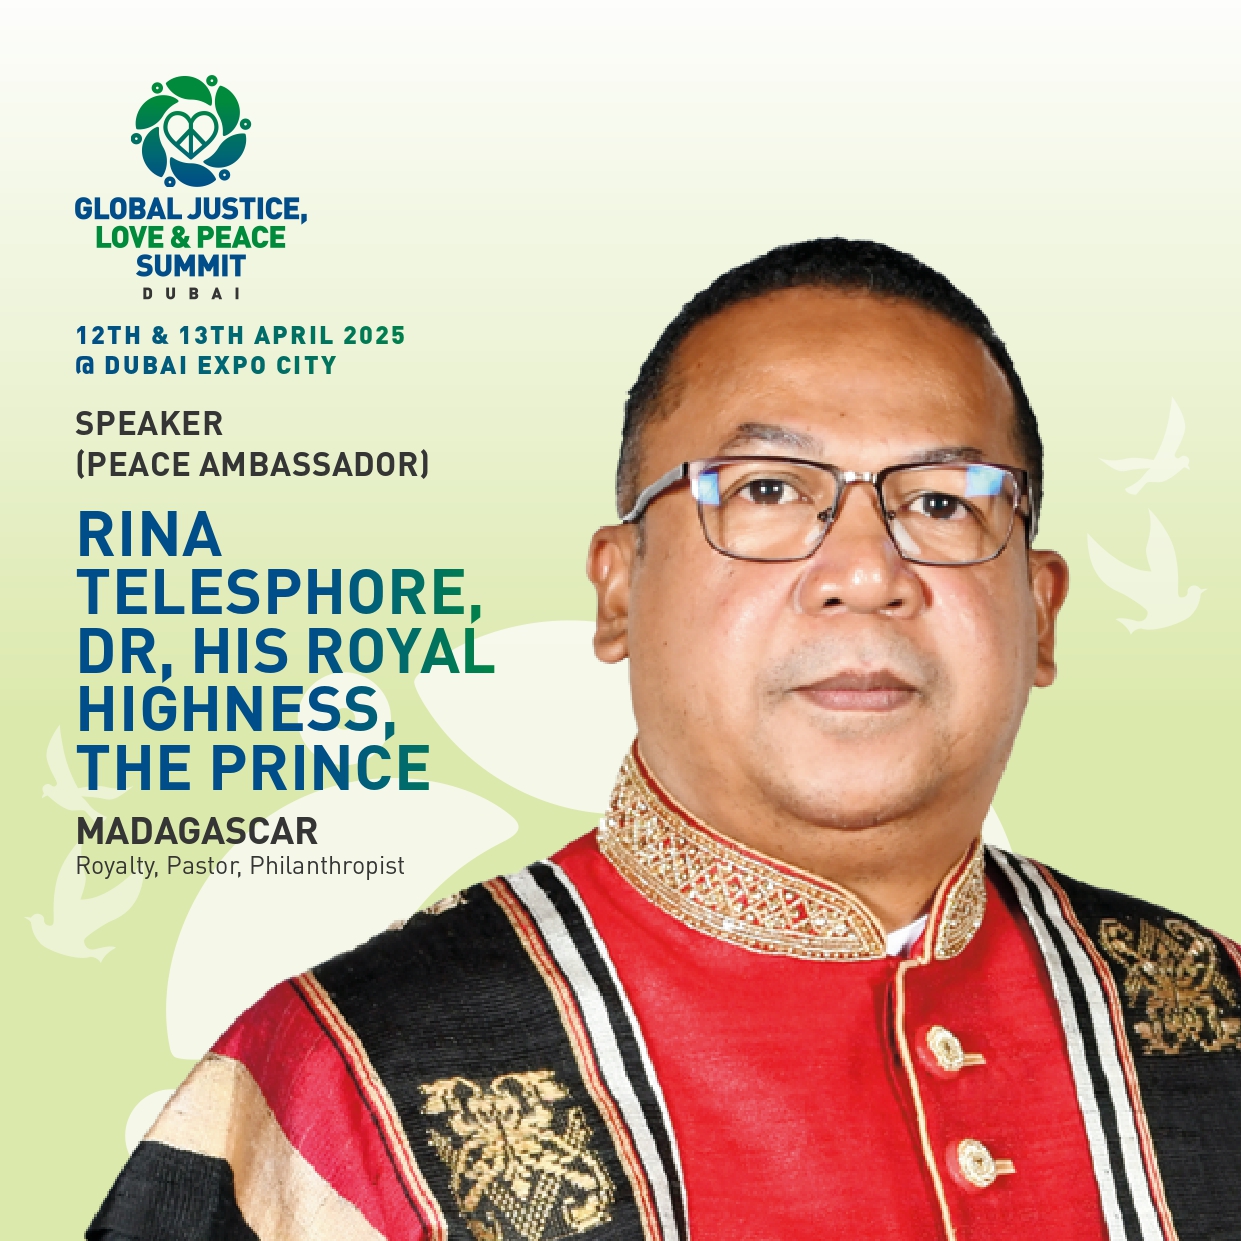 GLOBAL JUSTICE,
LOVE & PEACE
SUMMIT
DUBAI
12TH & 13TH APRIL 2025
@ DUBAI EXPO CITY
SPEAKER
(PEACE AMBASSADOR)
RINA
TELESPHORE,
DR, HIS ROYAL
HIGHNESS,
THE PRINCE
MADAGASCAR
Royalty, Pastor, Philanthropist